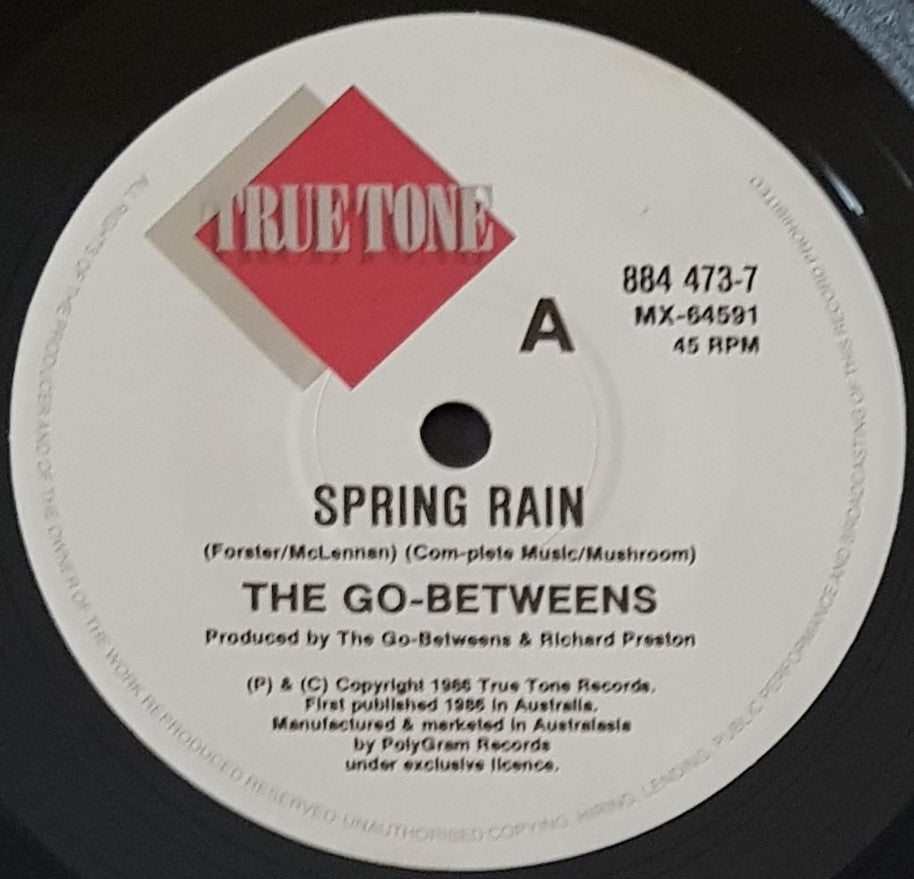 TRUE TONE
884 473-7
A
MX-64591
45 RPM
SPRING RAIN
(Forster/McLennan) (Com-plete Music/Mushroom)
THE GO-BETWEENS
Produced by The Go-Betweens & Richard Preston
(P) & (C) Copyright 1986 True Tone Records.
First published 1986 in Australia.
Manufactured & marketed in Australasia
by PolyGram Records
under exclusive licence.
ALL RIGHTS OF THE PRODUCER AND OF THE OWNER OF THE WORK REPRODUCED RESERVED UNAUTHORISED COPYING, HIRING, LENDING, PUBLIC PERFORMANCE AND BROADCASTING OF THIS RECORD PROHIBITED